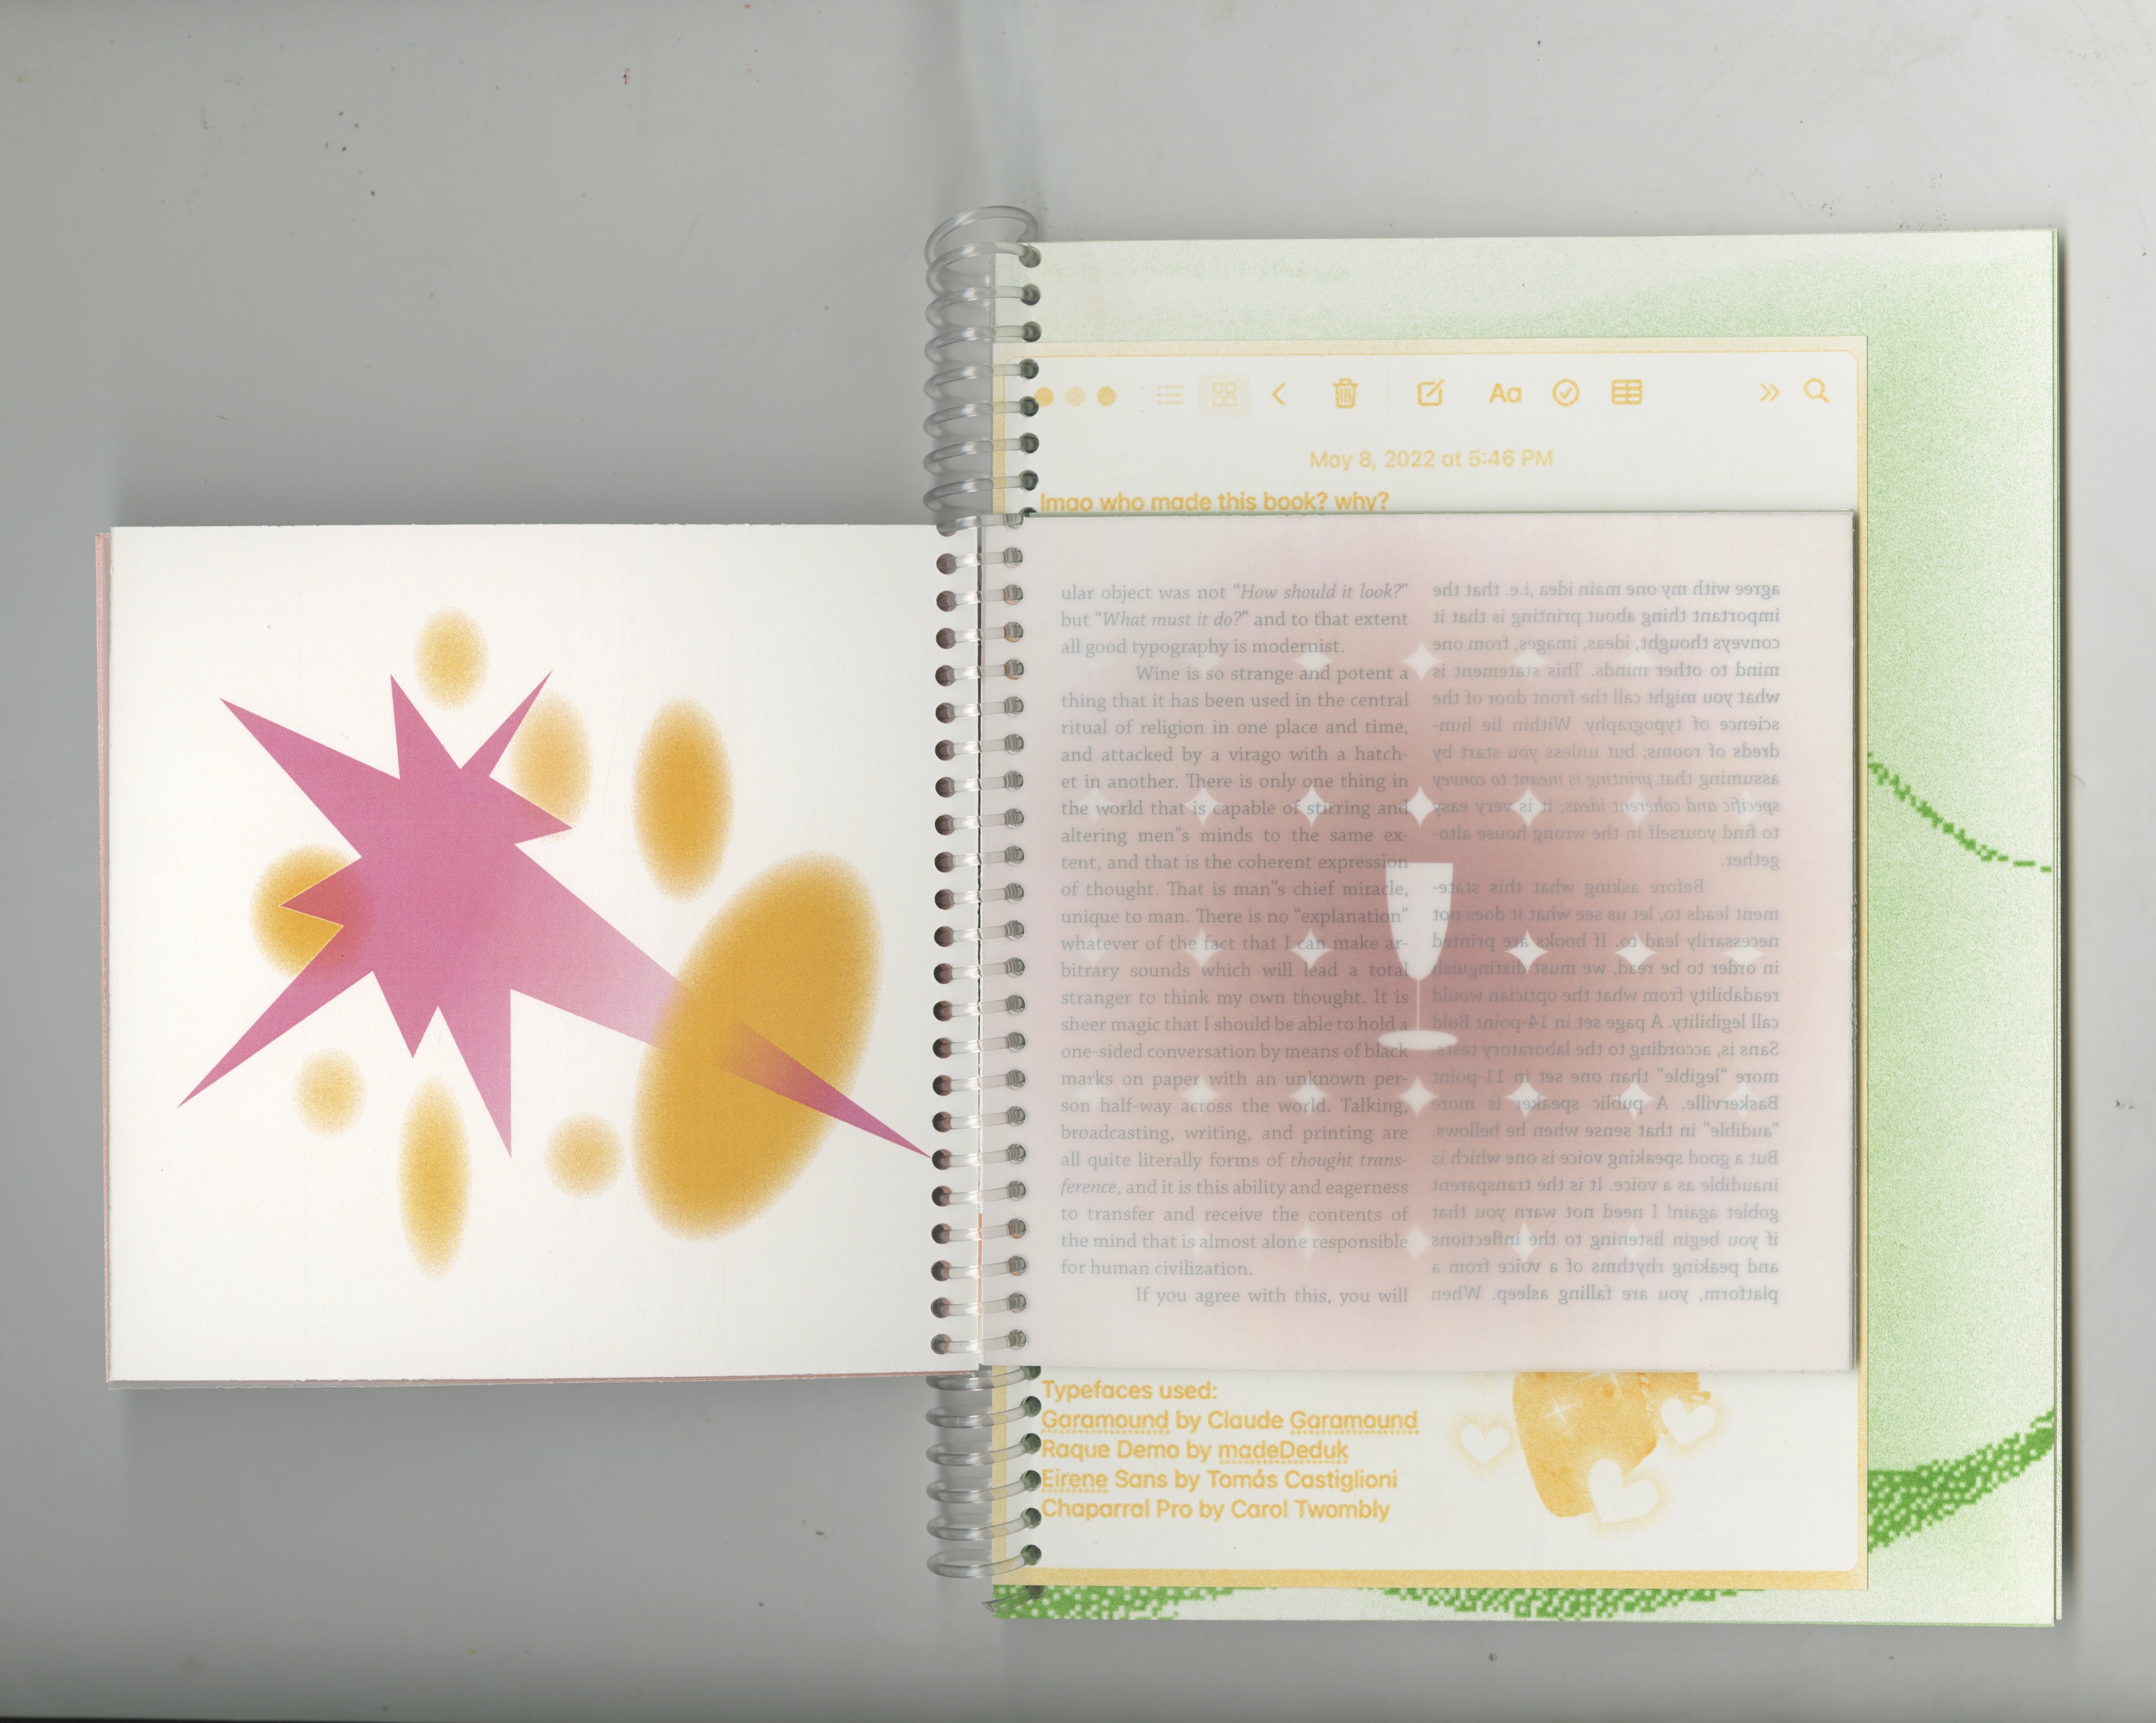 Aa
May 8, 2022 at 5:46 PM
lmao who made this book? why?
ular object was not “How should it look?”
but “What must it do?” and to that extent
all good typography is modernist.
Wine is so strange and potent a
thing that it has been used in the central
ritual of religion in one place and time,
and attacked by a virago with a hatch-
et in another. There is only one thing in
the world that is capable of stirring and
altering men"s minds to the same ex-
tent, and that is the coherent expression
of thought. That is man"s chief miracle,
unique to man. There is no “explanation”
whatever of the fact that I can make ar-
bitrary sounds which will lead a total
stranger to think my own thought. It is
sheer magic that I should be able to hold a
one-sided conversation by means of black
marks on paper with an unknown per-
son half-way across the world. Talking,
broadcasting, writing, and printing are
all quite literally forms of thought trans-
ference, and it is this ability and eagerness
to transfer and receive the contents of
the mind that is almost alone responsible
for human civilization.
If you agree with this, you will
agree with my one main idea, i.e. that the
important thing about printing is that it
conveys thought, ideas, images, from one
mind to other minds. This statement is
what you might call the front door of the
science of typography. Within lie hun-
dreds of rooms; but unless you start by
assuming that printing is meant to convey
specific and coherent ideas, it is very easy
to find yourself in the wrong house alto-
gether.
Before asking what this state-
ment leads to, let us see what it does not
necessarily lead to. If books are printed
in order to be read, we must distinguish
readability from what the optician would
call legibility. A page set in 14-point Bold
Sans is, according to the laboratory tests,
more “legible” than one set in 11-point
Baskerville. A public speaker is more
“audible” in that sense when he bellows.
But a good speaking voice is one which is
inaudible as a voice. It is the transparent
goblet again! I need not warn you that
if you begin listening to the inflections
and speaking rhythms of a voice from a
platform, you are falling asleep. When
Typefaces used:
Garamound by Claude Garamound
Raque Demo by madeDeduk
Eirene Sans by Tomás Castiglioni
Chaparral Pro by Carol Twombly